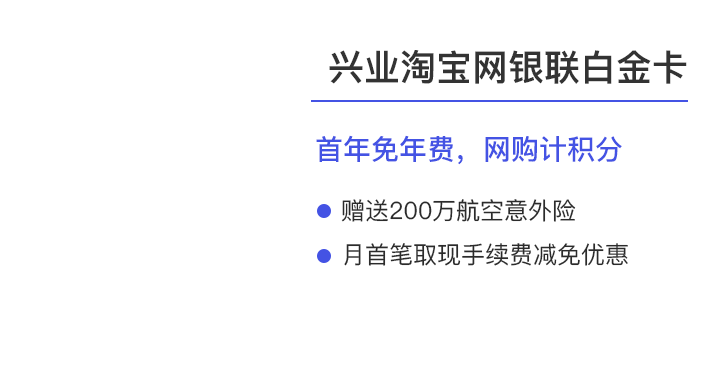 兴业淘宝网银联白金卡
首年免年费，网购计积分
赠送200万航空意外险
月首笔取现手续费减免优惠